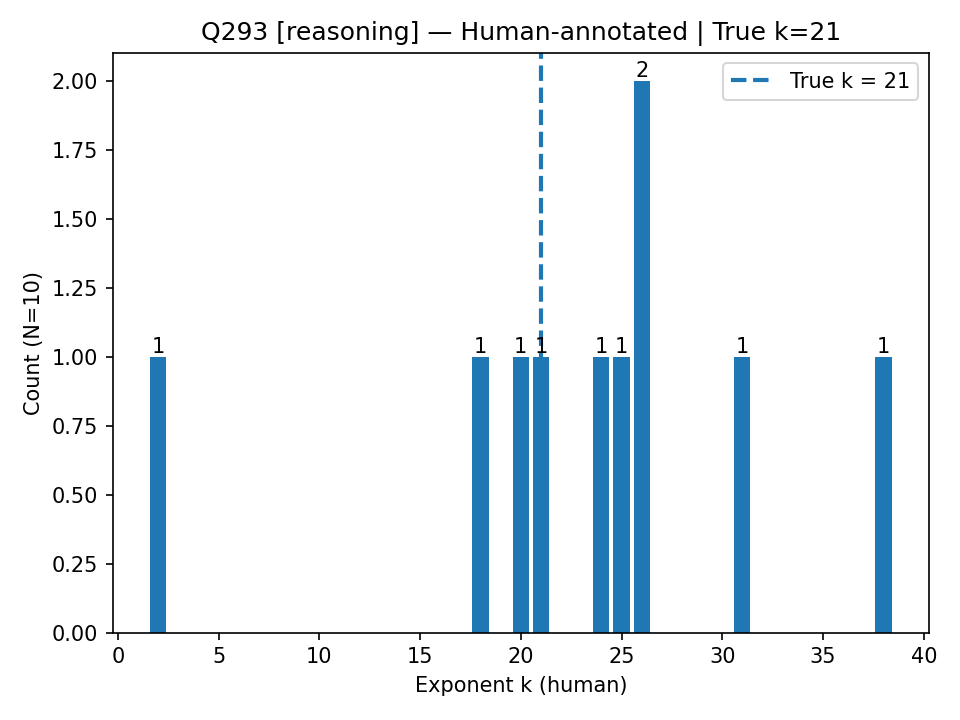 Q293 [reasoning] — Human-annotated | True k=21
True k = 21
2
1 1 1 1 1 1 1 1
2.00
1.75
1.50
1.25
1.00
0.75
0.50
0.25
0.00
Count (N=10)
0 5 10 15 20 25 30 35 40
Exponent k (human)